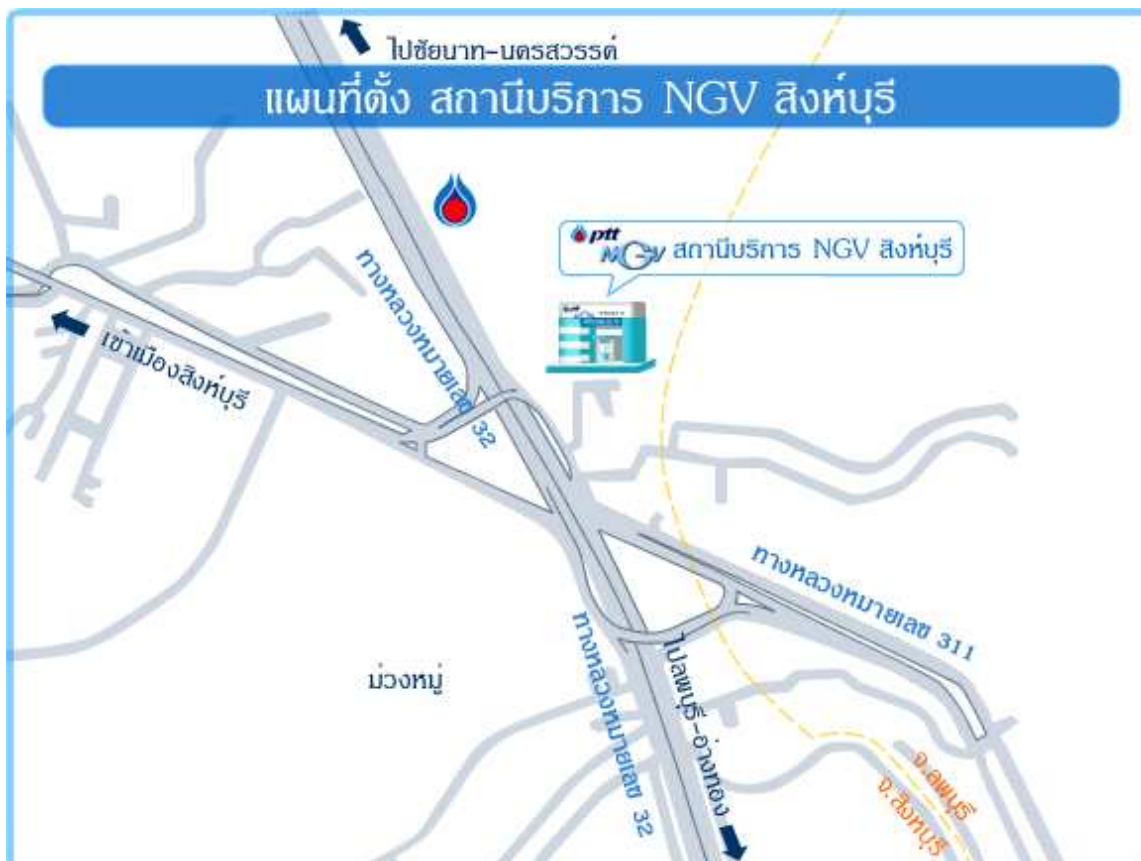 ไปชัยนาท-นครสวรรค์
แผนที่ตั้ง สถานีบริการ NGV สิงห์บุรี
ptt
NGV สถานีบริการ NGV สิงห์บุรี
ทางหลวงหมายเลข 32
เข้าเมืองสิงห์บุรี
ทางหลวงหมายเลข 311
ม่วงหมู่
ทางหลวงหมายเลข 32
ไปลพบุรี-อ่างทอง
จ.ลพบุรี
จ.สิงหบุรี